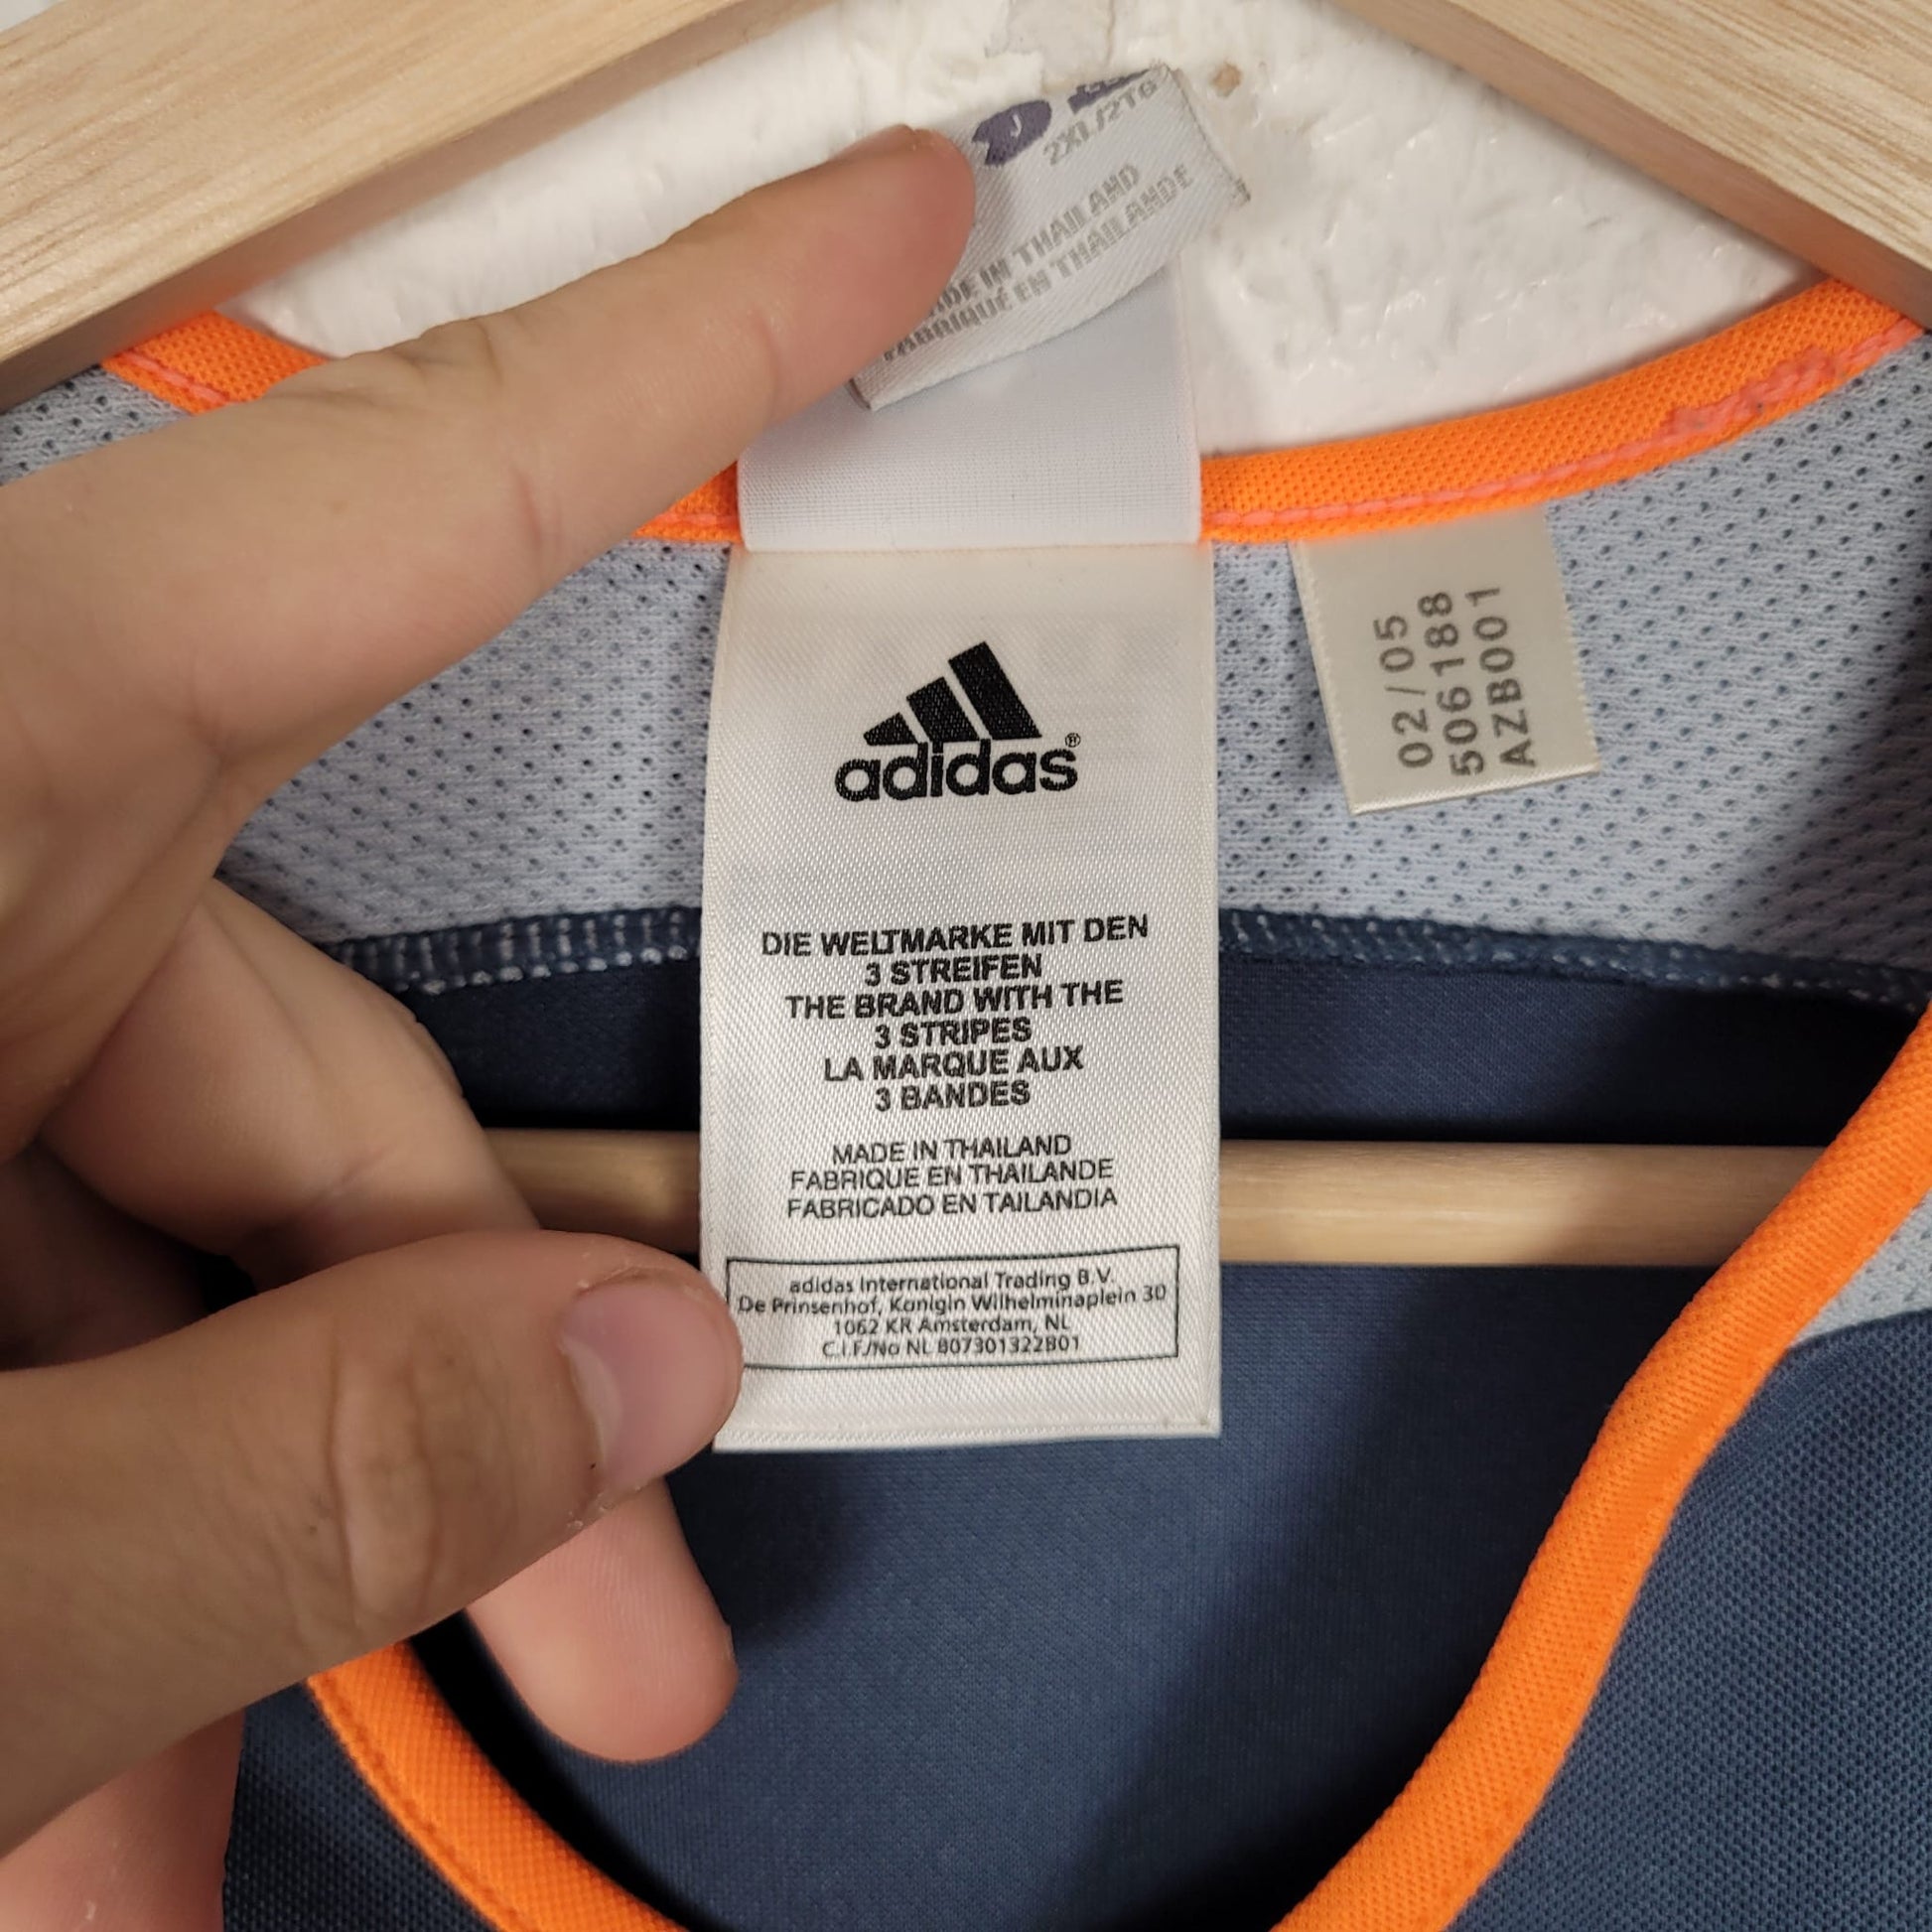 2XL/2TG
IN THAILAND
FABRIQUÉ EN THAÏLANDE
adidas®
DIE WELTMARKE MIT DEN
3 STREIFEN
THE BRAND WITH THE
3 STRIPES
LA MARQUE AUX
3 BANDES
MADE IN THAILAND
FABRIQUE EN THAILANDE
FABRICADO EN TAILANDIA
adidas International Trading B.V.
De Prinsenhof, Konigin Wilhelminaplein 30
1062 KR Amsterdam, NL
C.I.F./No NL 807301322B01
02/05
506188
AZB001